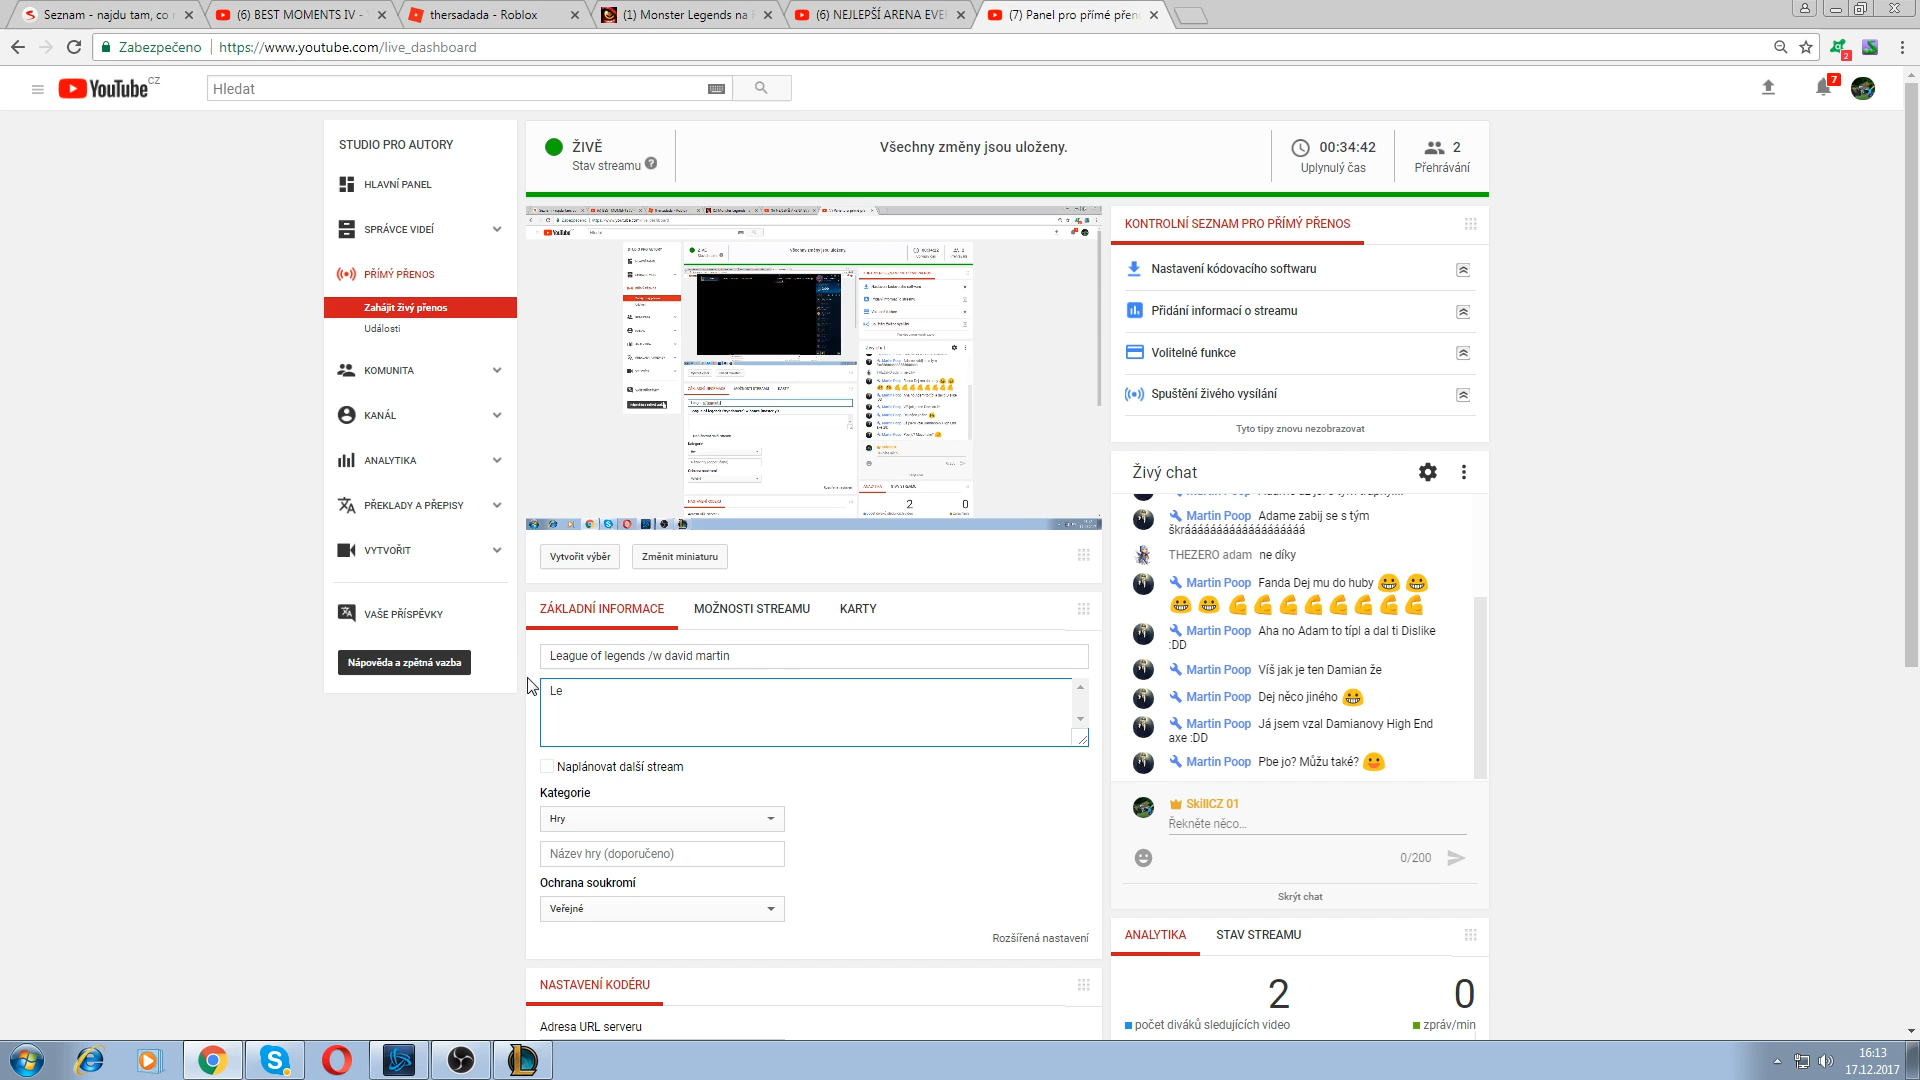 Seznam - najdu tam, co
(6) BEST MOMENTS IV -
thersadada - Roblox
(1) Monster Legends na
(6) NEJLEPŠÍ ARENA EVE
(7) Panel pro přímé přen
Zabezpečeno
https://www.youtube.com/live_dashboard
2
YouTube CZ
Hledat
7
STUDIO PRO AUTORY
HLAVNÍ PANEL
SPRÁVCE VIDEÍ
PŘÍMÝ PŘENOS
Zahájit živý přenos
Události
KOMUNITA
KANÁL
ANALYTIKA
PŘEKLADY A PŘEPISY
VYTVOŘIT
VAŠE PŘÍSPĚVKY
Nápověda a zpětná vazba
ŽIVĚ
Stav streamu
Všechny změny jsou uloženy.
00:34:42
Uplynulý čas
2
Přehrávání
Vytvořit výběr
Změnit miniaturu
ZÁKLADNÍ INFORMACE
MOŽNOSTI STREAMU
KARTY
League of legends /w david martin
Le
Naplánovat další stream
Kategorie
Hry
Název hry (doporučeno)
Ochrana soukromí
Veřejné
Rozšířená nastavení
NASTAVENÍ KODÉRU
Adresa URL serveru
KONTROLNÍ SEZNAM PRO PŘÍMÝ PŘENOS
Nastavení kódovacího softwaru
Přidání informací o streamu
Volitelné funkce
Spuštění živého vysílání
Tyto tipy znovu nezobrazovat
Živý chat
Martin Poop Adame zabij se s tým
škráááááááááááááááááááá
THEZERO adam ne díky
Martin Poop Fanda Dej mu do huby
Martin Poop Aha no Adam to típl a dal ti Dislike
:DD
Martin Poop Víš jak je ten Damian že
Martin Poop Dej něco jiného
Martin Poop Já jsem vzal Damianovy High End
axe :DD
Martin Poop Pbe jo? Můžu také?
SkillCZ 01
Řekněte něco...
0/200
Skrýt chat
ANALYTIKA
STAV STREAMU
2
počet diváků sledujících video
0
zpráv/min
16:13
17.12.2017